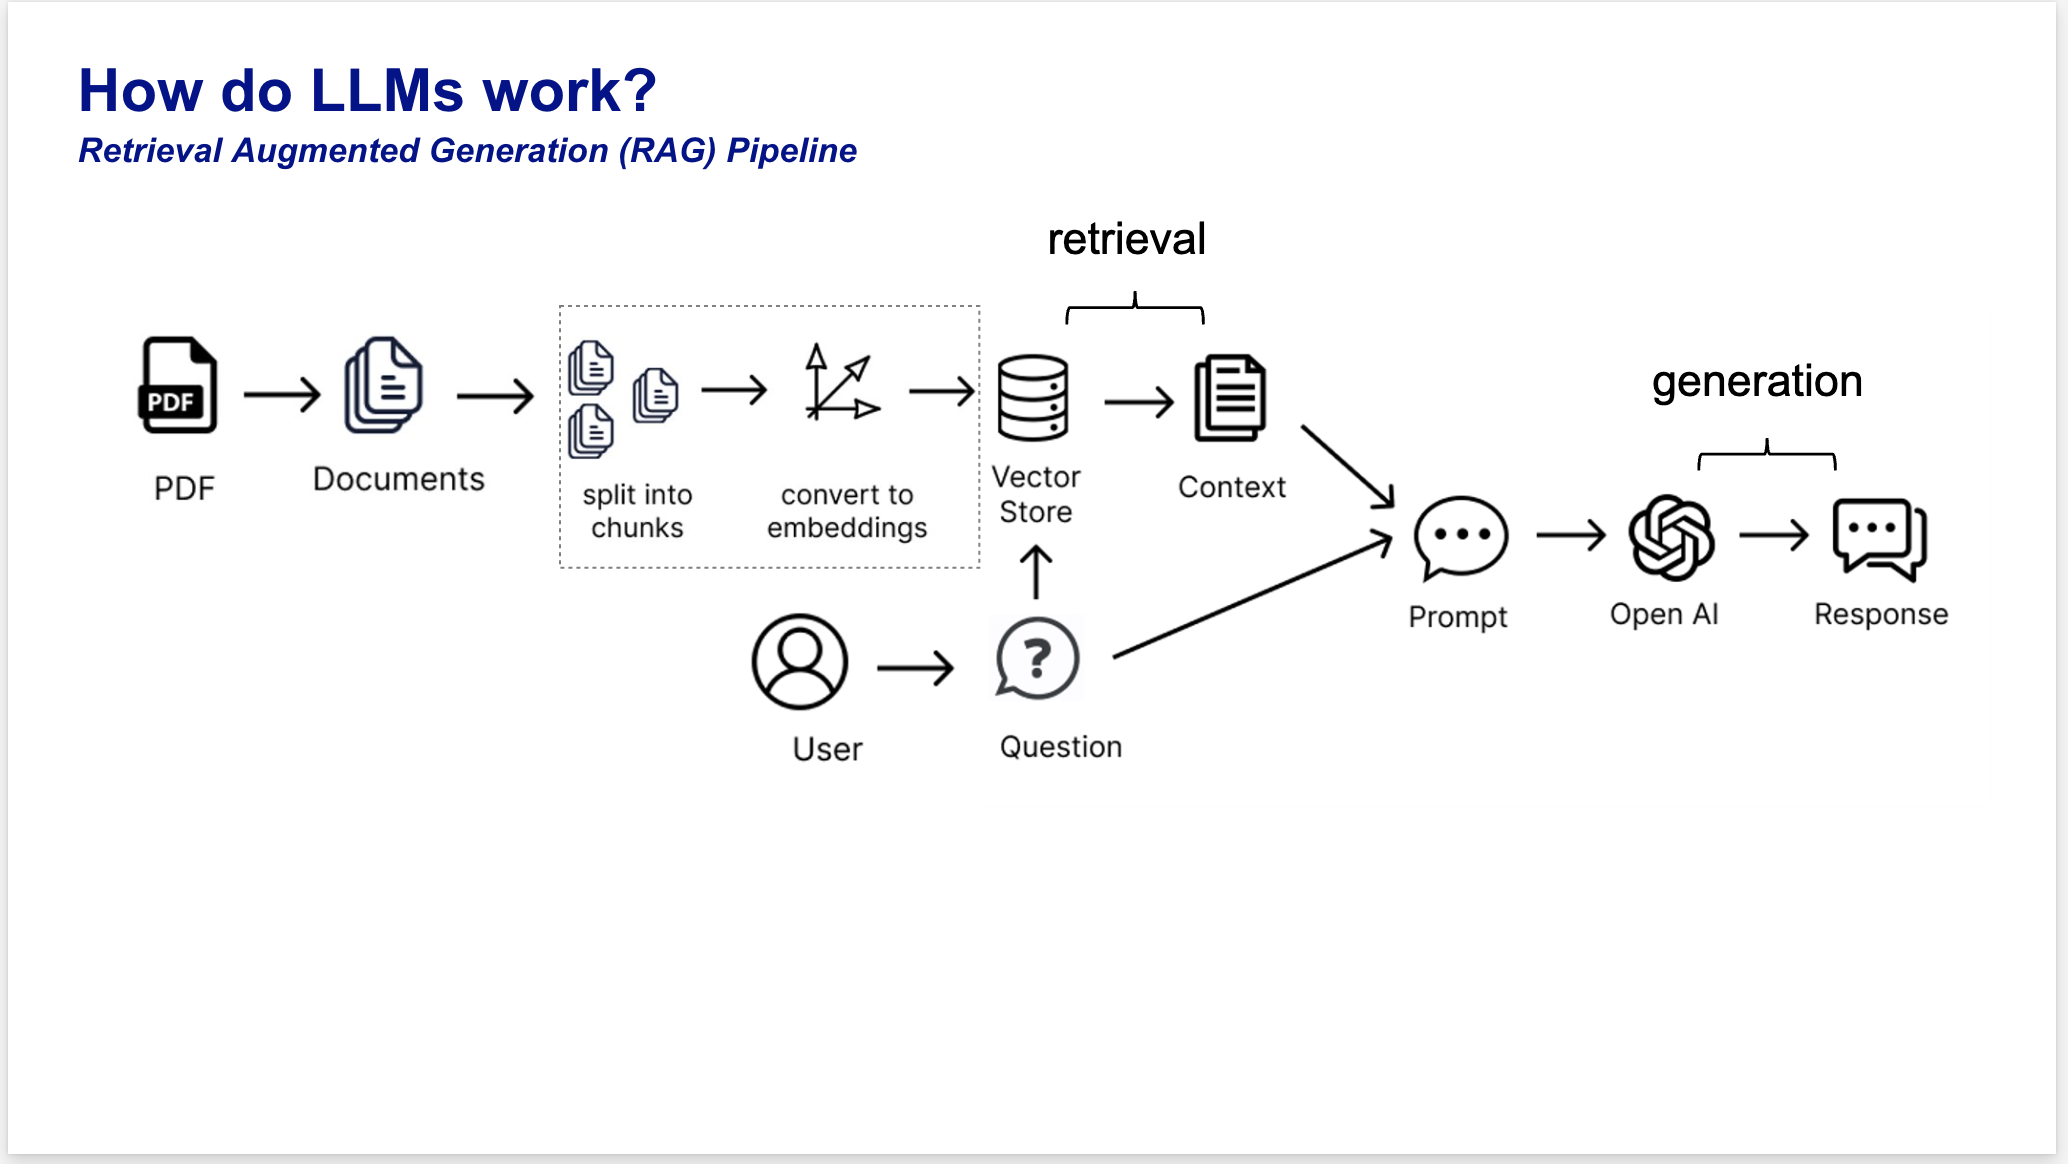 How do LLMs work?
Retrieval Augmented Generation (RAG) Pipeline
retrieval
generation
PDF
PDF
Documents
split into
chunks
convert to
embeddings
Vector
Store
Context
Prompt
Open AI
Response
?
User
Question